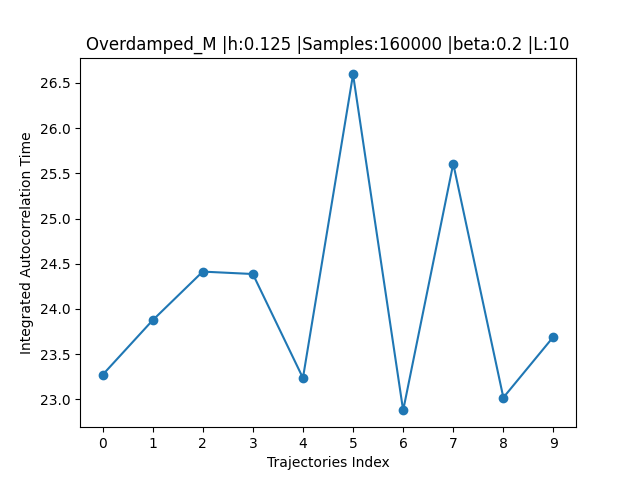 Overdamped_M |h:0.125 |Samples:160000 |beta:0.2 |L:10
26.5
26.0
25.5
25.0
24.5
24.0
23.5
23.0
Integrated Autocorrelation Time
0 1 2 3 4 5 6 7 8 9
Trajectories Index